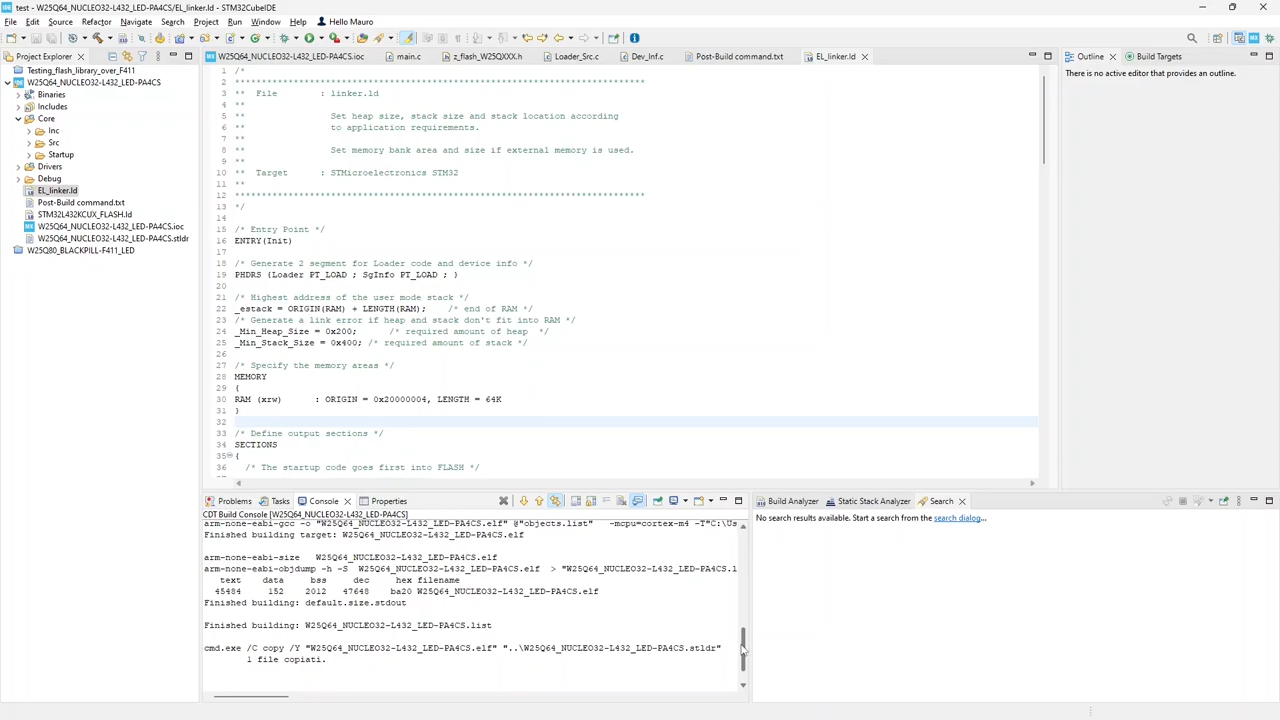 test - W25Q64_NUCLEO32-L432_LED-PA4CS/EL_linker.ld - STM32CubeIDE
File Edit Source Refactor Navigate Search Project Run Window Help Hello Mauro
Project Explorer
Testing_flash_library_over_F411
W25Q64_NUCLEO32-L432_LED-PA4CS
Binaries
Includes
Core
Inc
Src
Startup
Drivers
Debug
EL_linker.ld
Post-Build command.txt
STM32L432KCUX_FLASH.ld
W25Q64_NUCLEO32-L432_LED-PA4CS.ioc
W25Q64_NUCLEO32-L432_LED-PA4CS.stldr
W25Q80_BLACKPILL-F411_LED
W25Q64_NUCLEO32-L432_LED-PA4CS.ioc main.c z_flash_W25QXXX.h Loader_Src.c Dev_Inf.c Post-Build command.txt EL_linker.ld
1 /*
2 ******************************************************************************
3 ** File : linker.ld
4 **
5 ** Set heap size, stack size and stack location according
6 ** to application requirements.
7 **
8 ** Set memory bank area and size if external memory is used.
9 **
10 ** Target : STMicroelectronics STM32
11 **
12 ******************************************************************************
13 */
14
15 /* Entry Point */
16 ENTRY(Init)
17
18 /* Generate 2 segment for Loader code and device info */
19 PHDRS {Loader PT_LOAD ; SgInfo PT_LOAD ; }
20
21 /* Highest address of the user mode stack */
22 _estack = ORIGIN(RAM) + LENGTH(RAM); /* end of RAM */
23 /* Generate a link error if heap and stack don't fit into RAM */
24 _Min_Heap_Size = 0x200; /* required amount of heap */
25 _Min_Stack_Size = 0x400; /* required amount of stack */
26
27 /* Specify the memory areas */
28 MEMORY
29 {
30 RAM (xrw) : ORIGIN = 0x20000004, LENGTH = 64K
31 }
32
33 /* Define output sections */
34 SECTIONS
35 {
36 /* The startup code goes first into FLASH */
Outline Build Targets
There is no active editor that provides an outline.
Problems Tasks Console Properties
CDT Build Console [W25Q64_NUCLEO32-L432_LED-PA4CS]
arm-none-eabi-gcc -o "W25Q64_NUCLEO32-L432_LED-PA4CS.elf" @"objects.list" -mcpu=cortex-m4 -T"C:\Us
Finished building target: W25Q64_NUCLEO32-L432_LED-PA4CS.elf
arm-none-eabi-size W25Q64_NUCLEO32-L432_LED-PA4CS.elf
arm-none-eabi-objdump -h -S W25Q64_NUCLEO32-L432_LED-PA4CS.elf > "W25Q64_NUCLEO32-L432_LED-PA4CS.l
text data bss dec hex filename
45484 152 2012 47648 ba20 W25Q64_NUCLEO32-L432_LED-PA4CS.elf
Finished building: default.size.stdout
Finished building: W25Q64_NUCLEO32-L432_LED-PA4CS.list
cmd.exe /C copy /Y "W25Q64_NUCLEO32-L432_LED-PA4CS.elf" "..\W25Q64_NUCLEO32-L432_LED-PA4CS.stldr"
1 file copiati.
Build Analyzer Static Stack Analyzer Search
No search results available. Start a search from the search dialog...